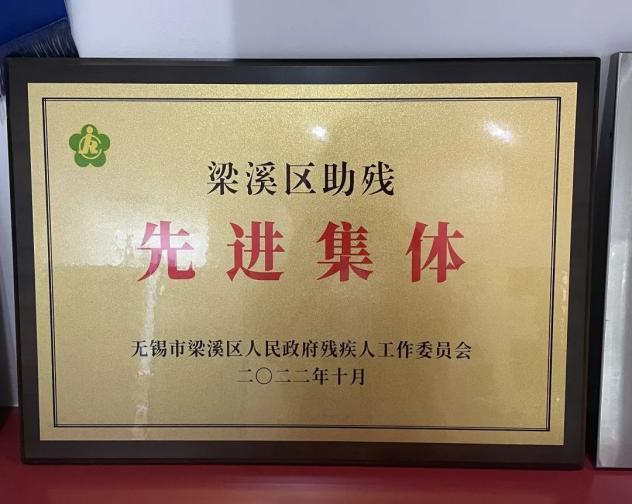 梁溪区助残
先进集体
无锡市梁溪区人民政府残疾人工作委员会
二〇二二年十月